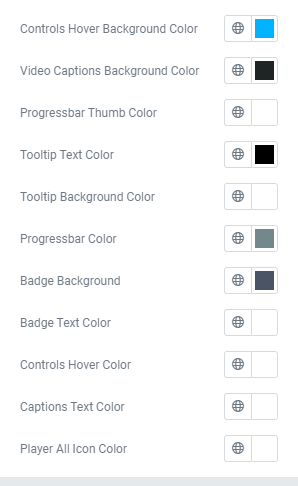 Controls Hover Background Color
Video Captions Background Color
Progressbar Thumb Color
Tooltip Text Color
Tooltip Background Color
Progressbar Color
Badge Background
Badge Text Color
Controls Hover Color
Captions Text Color
Player All Icon Color